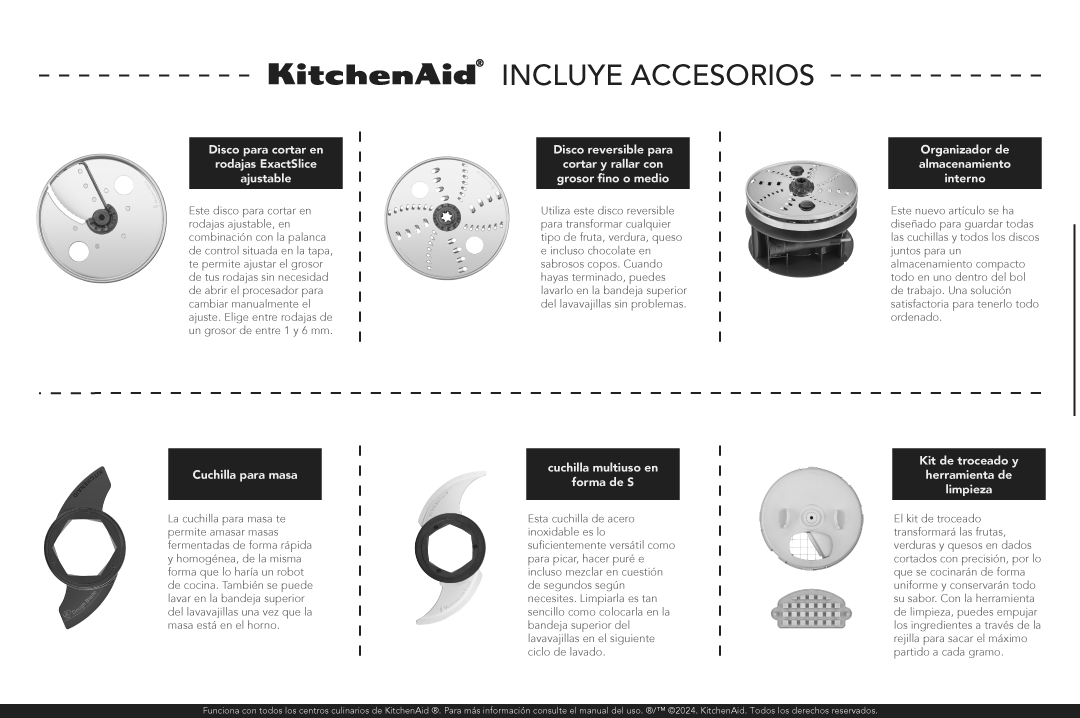 KitchenAid® INCLUYE ACCESORIOS
Disco para cortar en
rodajas ExactSlice
ajustable
Este disco para cortar en
rodajas ajustable, en
combinación con la palanca
de control situada en la tapa,
te permite ajustar el grosor
de tus rodajas sin necesidad
de abrir el procesador para
cambiar manualmente el
ajuste. Elige entre rodajas de
un grosor de entre 1 y 6 mm.
Disco reversible para
cortar y rallar con
grosor fino o medio
Utiliza este disco reversible
para transformar cualquier
tipo de fruta, verdura, queso
e incluso chocolate en
sabrosos copos. Cuando
hayas terminado, puedes
lavarlo en la bandeja superior
del lavavajillas sin problemas.
Organizador de
almacenamiento
interno
Este nuevo artículo se ha
diseñado para guardar todas
las cuchillas y todos los discos
juntos para un
almacenamiento compacto
todo en uno dentro del bol
de trabajo. Una solución
satisfactoria para tenerlo todo
ordenado.
Cuchilla para masa
La cuchilla para masa te
permite amasar masas
fermentadas de forma rápida
y homogénea, de la misma
forma que lo haría un robot
de cocina. También se puede
lavar en la bandeja superior
del lavavajillas una vez que la
masa está en el horno.
cuchilla multiuso en
forma de S
Esta cuchilla de acero
inoxidable es lo
suficientemente versátil como
para picar, hacer puré e
incluso mezclar en cuestión
de segundos según
necesites. Limpiarla es tan
sencillo como colocarla en la
bandeja superior del
lavavajillas en el siguiente
ciclo de lavado.
Kit de troceado y
herramienta de
limpieza
El kit de troceado
transformará las frutas,
verduras y quesos en dados
cortados con precisión, por lo
que se cocinarán de forma
uniforme y conservarán todo
su sabor. Con la herramienta
de limpieza, puedes empujar
los ingredientes a través de la
rejilla para sacar el máximo
partido a cada gramo.
Funciona con todos los centros culinarios de KitchenAid ®. Para más información consulte el manual del uso. ®/™ ©2024. KitchenAid. Todos los derechos reservados.